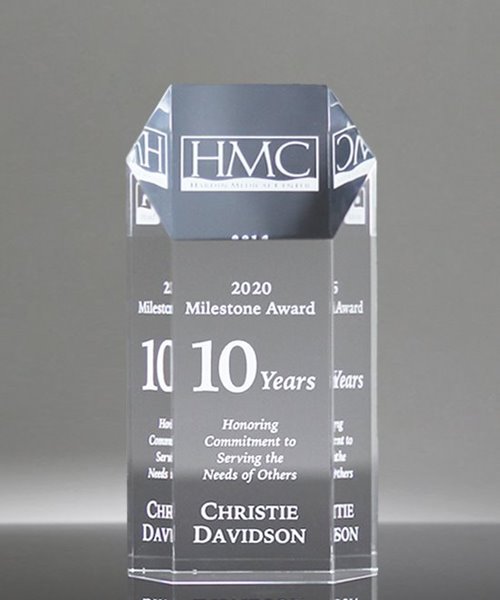 HMC
HARDIN MEDICAL CENTER
2020
Milestone Award
10 Years
Honoring
Commitment to
Serving the
Needs of Others
CHRISTIE
DAVIDSON